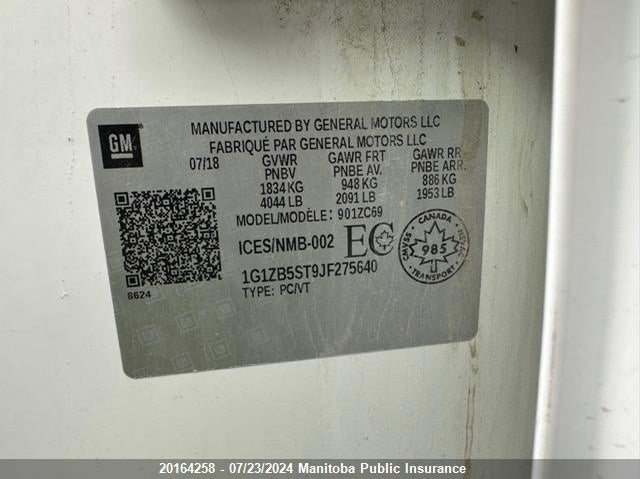 GM
MANUFACTURED BY GENERAL MOTORS LLC
FABRIQUÉ PAR GENERAL MOTORS LLC
07/18 GVWR GAWR FRT GAWR RR
PNBV PNBE AV. PNBE ARR.
1834 KG 948 KG 886 KG
4044 LB 2091 LB 1953 LB
MODEL/MODÈLE: 901ZC69
ICES/NMB-002 EC
CANADA
985
TRANSPORT
1G1ZB5ST9JF275640
8624 TYPE: PC/VT
20164258 - 07/23/2024 Manitoba Public Insurance